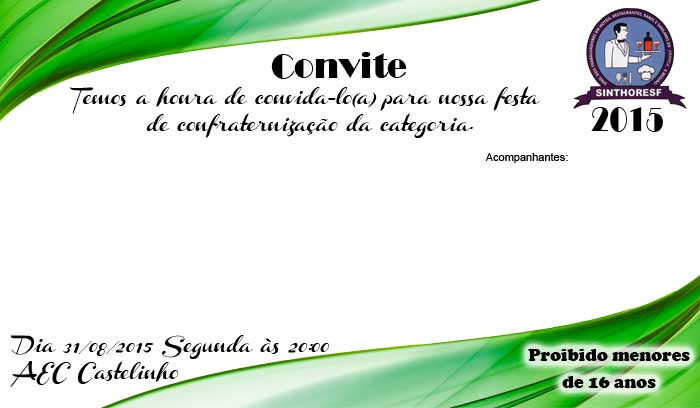 Convite
Temos a honra de convida-lo(a) para nossa festa
de confraternização da categoria.
SINTHORESF
2015
Acompanhantes:
Dia 31/08/2015 Segunda às 20:00
AEC Castelinho
Proibido menores
de 16 anos